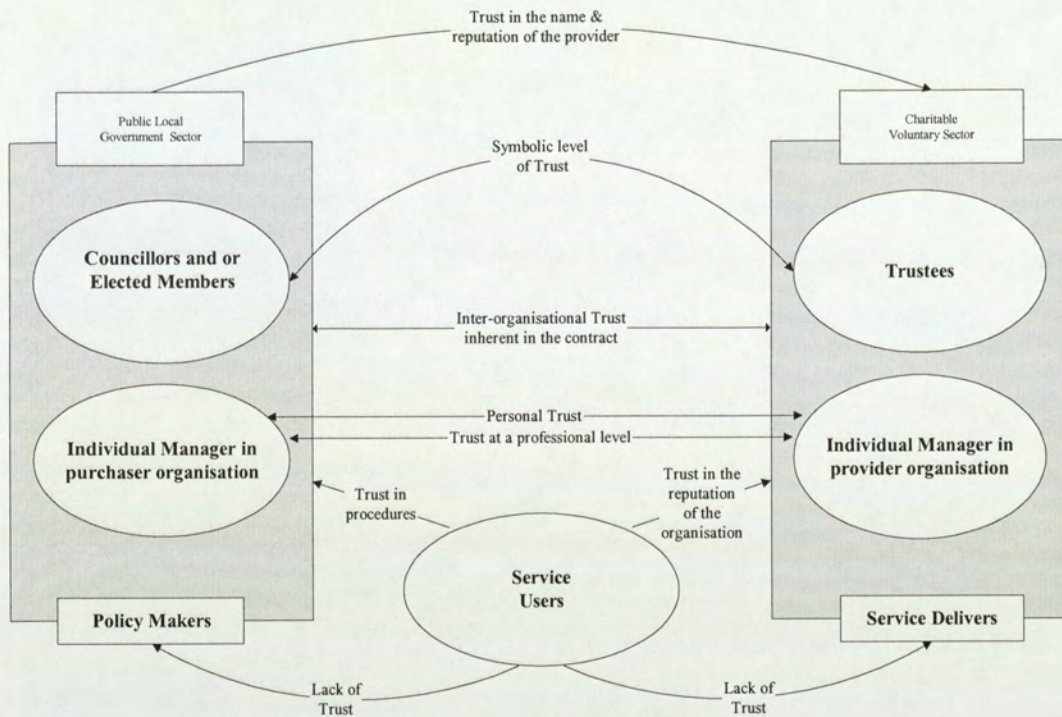 Trust in the name &
reputation of the provider
Public Local
Government Sector
Charitable
Voluntary Sector
Symbolic level
of Trust
Councillors and or
Elected Members
Trustees
Inter-organisational Trust
inherent in the contract
Personal Trust
Trust at a professional level
Individual Manager in
purchaser organisation
Individual Manager in
provider organisation
Trust in
procedures
Trust in the
reputation
of the
organisation
Service
Users
Policy Makers
Service Delivers
Lack of
Trust
Lack of
Trust